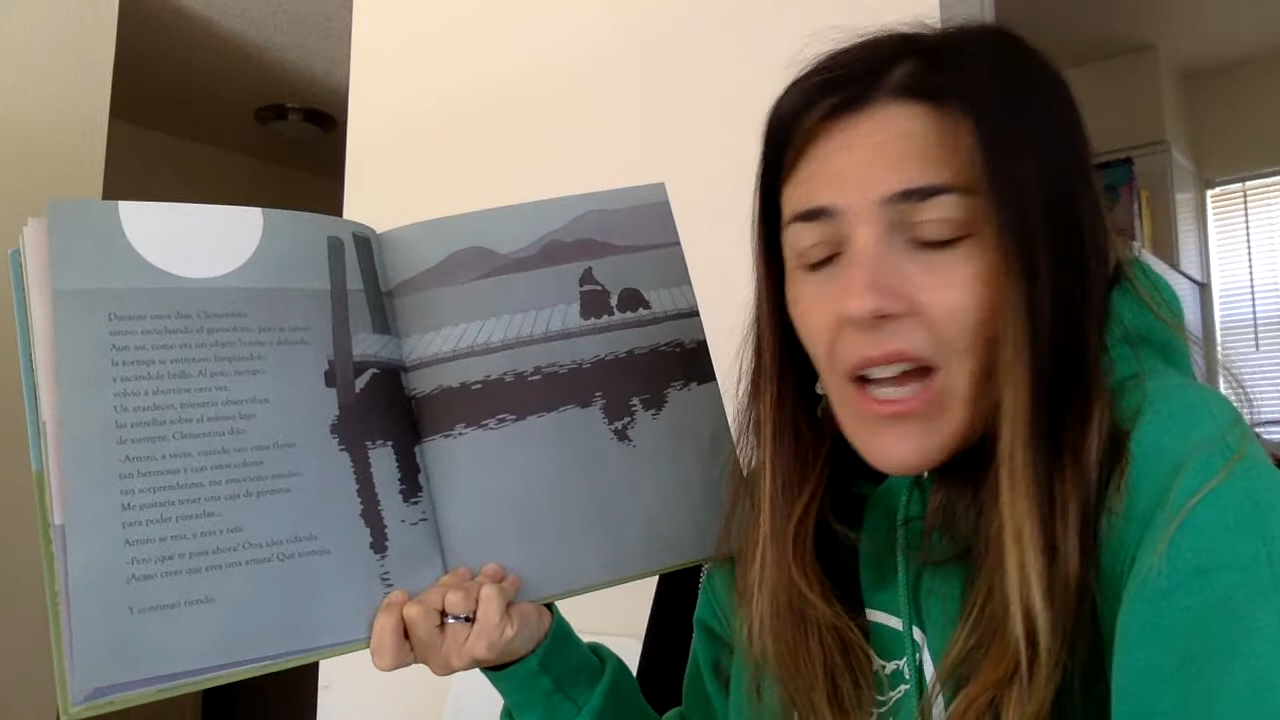 Durante unos días, Clementina
estuvo escuchando el gramófono, pero se cansó.
Aun así, como era un objeto bonito y delicado,
la tortuga se entretuvo limpiándolo
y sacándole brillo. Al poco tiempo,
volvió a aburrirse otra vez.
Un atardecer, mientras observaban
las estrellas sobre el mismo lago
de siempre, Clementina dijo:
-Arturo, a veces, cuando veo estas flores
tan hermosas y con estos colores
tan sorprendentes, me emociono mucho.
Me gustaría tener una caja de pinturas
para poder pintarlas...
Arturo se reía, y reía y reía.
-Pero ¿qué te pasa ahora? Otra idea ridícula.
¿Acaso crees que eres una artista? ¡Qué tontería!
Y continuó riendo.